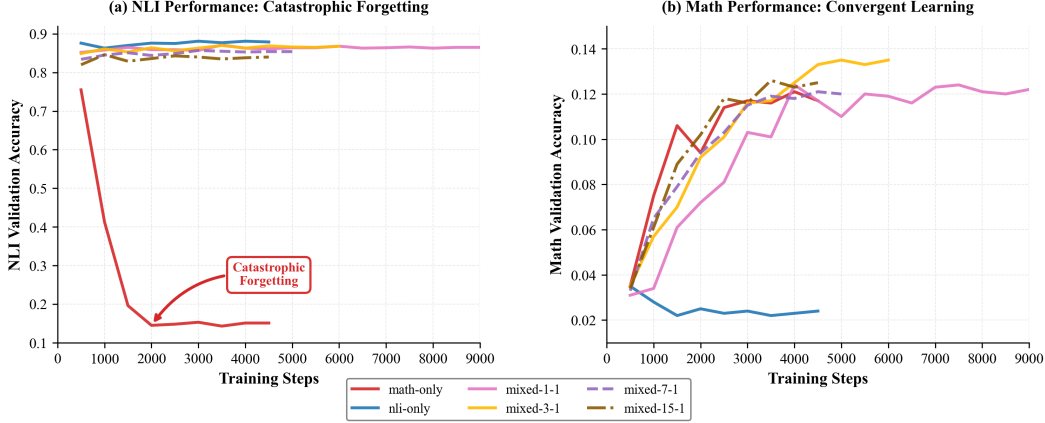 (a) NLI Performance: Catastrophic Forgetting
NLI Validation Accuracy
0.9
0.8
0.7
0.6
0.5
0.4
0.3
0.2
0.1
Catastrophic
Forgetting
0
1000
2000
3000
4000
5000
6000
7000
8000
9000
Training Steps
(b) Math Performance: Convergent Learning
Math Validation Accuracy
0.14
0.12
0.10
0.08
0.06
0.04
0.02
0
1000
2000
3000
4000
5000
6000
7000
8000
9000
Training Steps
math-only
nli-only
mixed-1-1
mixed-3-1
mixed-7-1
mixed-15-1